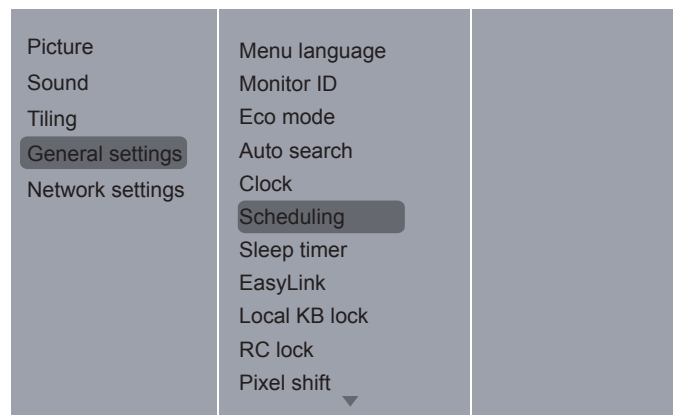 Picture
Sound
Tiling
General settings
Network settings
Menu language
Monitor ID
Eco mode
Auto search
Clock
Scheduling
Sleep timer
EasyLink
Local KB lock
RC lock
Pixel shift